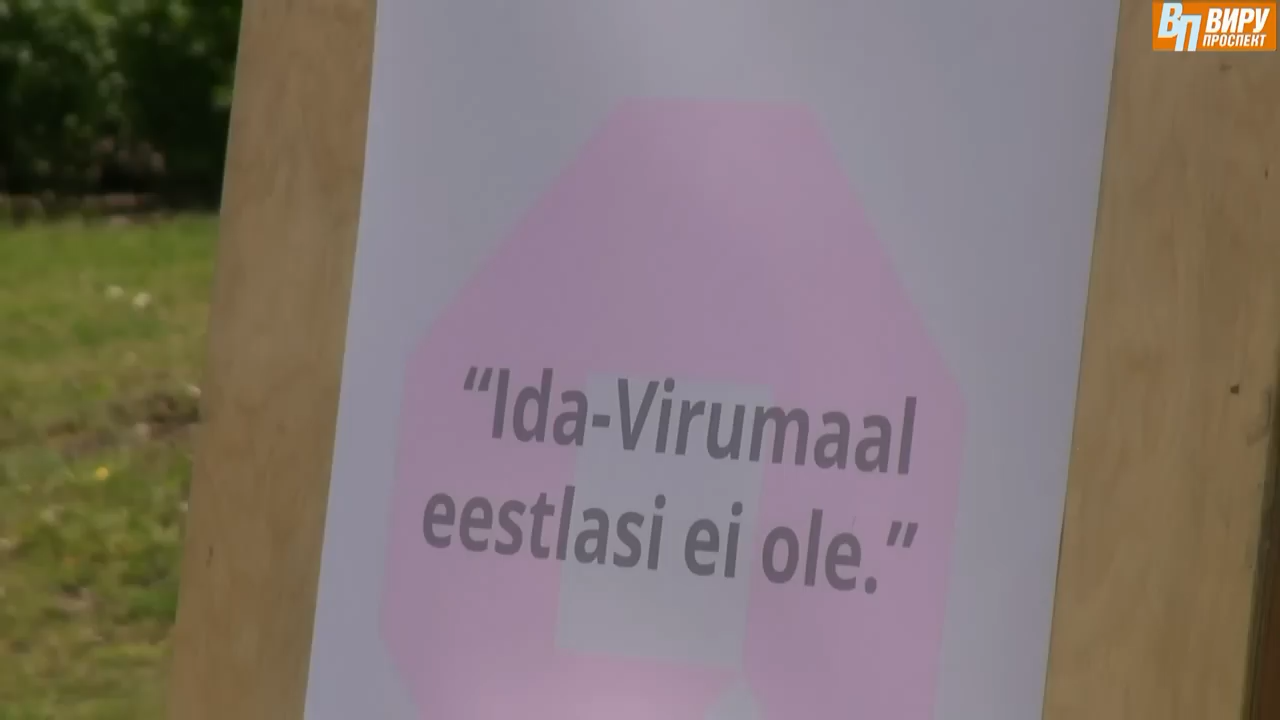 ВП ВИРУ
ПРОСПЕКТ
“Ida-Virumaal
eestlasi ei ole.”